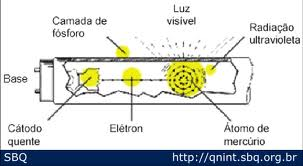 Luz
visível
Camada de
fósforo
Radiação
ultravioleta
Base
Cátodo
quente
Elétron
Átomo de
mercúrio
SBQ
http://qnint.sbq.org.br